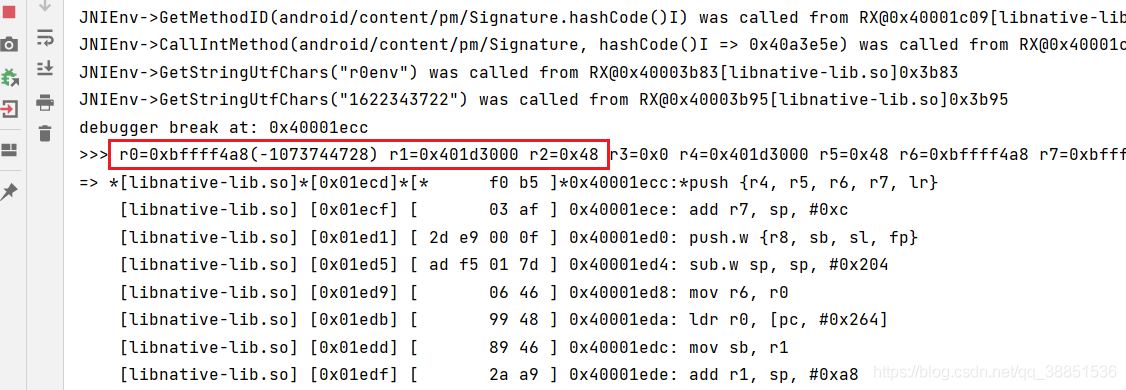 JNIEnv->GetMethodID(android/content/pm/Signature.hashCode()I) was called from RX@0x40001c09[libnative-lib
JNIEnv->CallIntMethod(android/content/pm/Signature, hashCode()I => 0x40a3e5e) was called from RX@0x40001c
JNIEnv->GetStringUtfChars("r0env") was called from RX@0x40003b83[libnative-lib.so]0x3b83
JNIEnv->GetStringUtfChars("1622343722") was called from RX@0x40003b95[libnative-lib.so]0x3b95
debugger break at: 0x40001ecc
>>> r0=0xbffff4a8(-1073744728) r1=0x401d3000 r2=0x48 r3=0x0 r4=0x401d3000 r5=0x48 r6=0xbffff4a8 r7=0xbfff
=> *[libnative-lib.so]*[0x01ecd]*[* f0 b5 ]*0x40001ecc:*push {r4, r5, r6, r7, lr}
[libnative-lib.so] [0x01ecf] [ 03 af ] 0x40001ece: add r7, sp, #0xc
[libnative-lib.so] [0x01ed1] [ 2d e9 00 0f ] 0x40001ed0: push.w {r8, sb, sl, fp}
[libnative-lib.so] [0x01ed5] [ ad f5 01 7d ] 0x40001ed4: sub.w sp, sp, #0x204
[libnative-lib.so] [0x01ed9] [ 06 46 ] 0x40001ed8: mov r6, r0
[libnative-lib.so] [0x01edb] [ 99 48 ] 0x40001eda: ldr r0, [pc, #0x264]
[libnative-lib.so] [0x01edd] [ 89 46 ] 0x40001edc: mov sb, r1
[libnative-lib.so] [0x01edf] [ 2a a9 ] 0x40001ede: add r1, sp, #0xa8
https://blog.csdn.net/qq_38851536